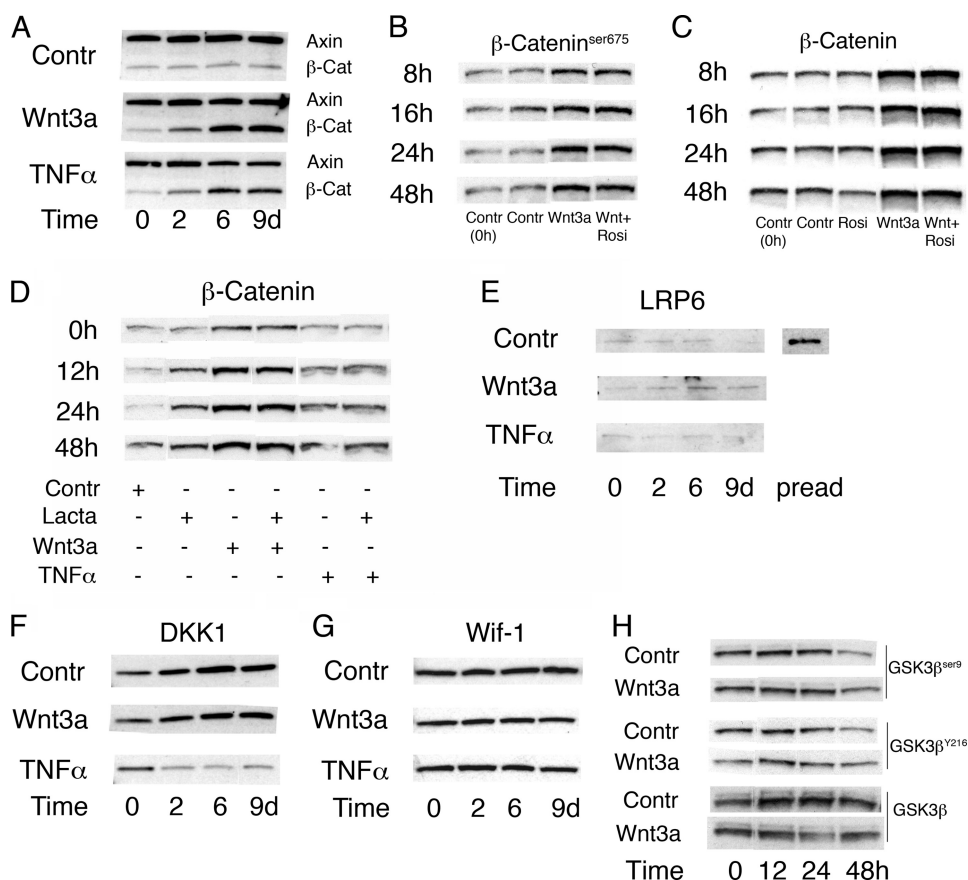 A
Contr
Axin
β-Cat
Wnt3a
Axin
β-Cat
TNFα
Axin
β-Cat
Time 0 2 6 9d
B
β-Catenin^ser675
8h
16h
24h
48h
Contr Contr Wnt3a Wnt+
(0h) Rosi
C
β-Catenin
8h
16h
24h
48h
Contr Contr Rosi Wnt3a Wnt+
(0h) Rosi
D
β-Catenin
0h
12h
24h
48h
Contr + - - - - -
Lacta - + - + - +
Wnt3a - - + + - -
TNFα - - - - + +
E
LRP6
Contr
Wnt3a
TNFα
Time 0 2 6 9d pread
F
DKK1
Contr
Wnt3a
TNFα
Time 0 2 6 9d
G
Wif-1
Contr
Wnt3a
TNFα
Time 0 2 6 9d
H
Contr
GSK3β^ser9
Wnt3a
Contr
GSK3β^Y216
Wnt3a
Contr
GSK3β
Wnt3a
Time 0 12 24 48h